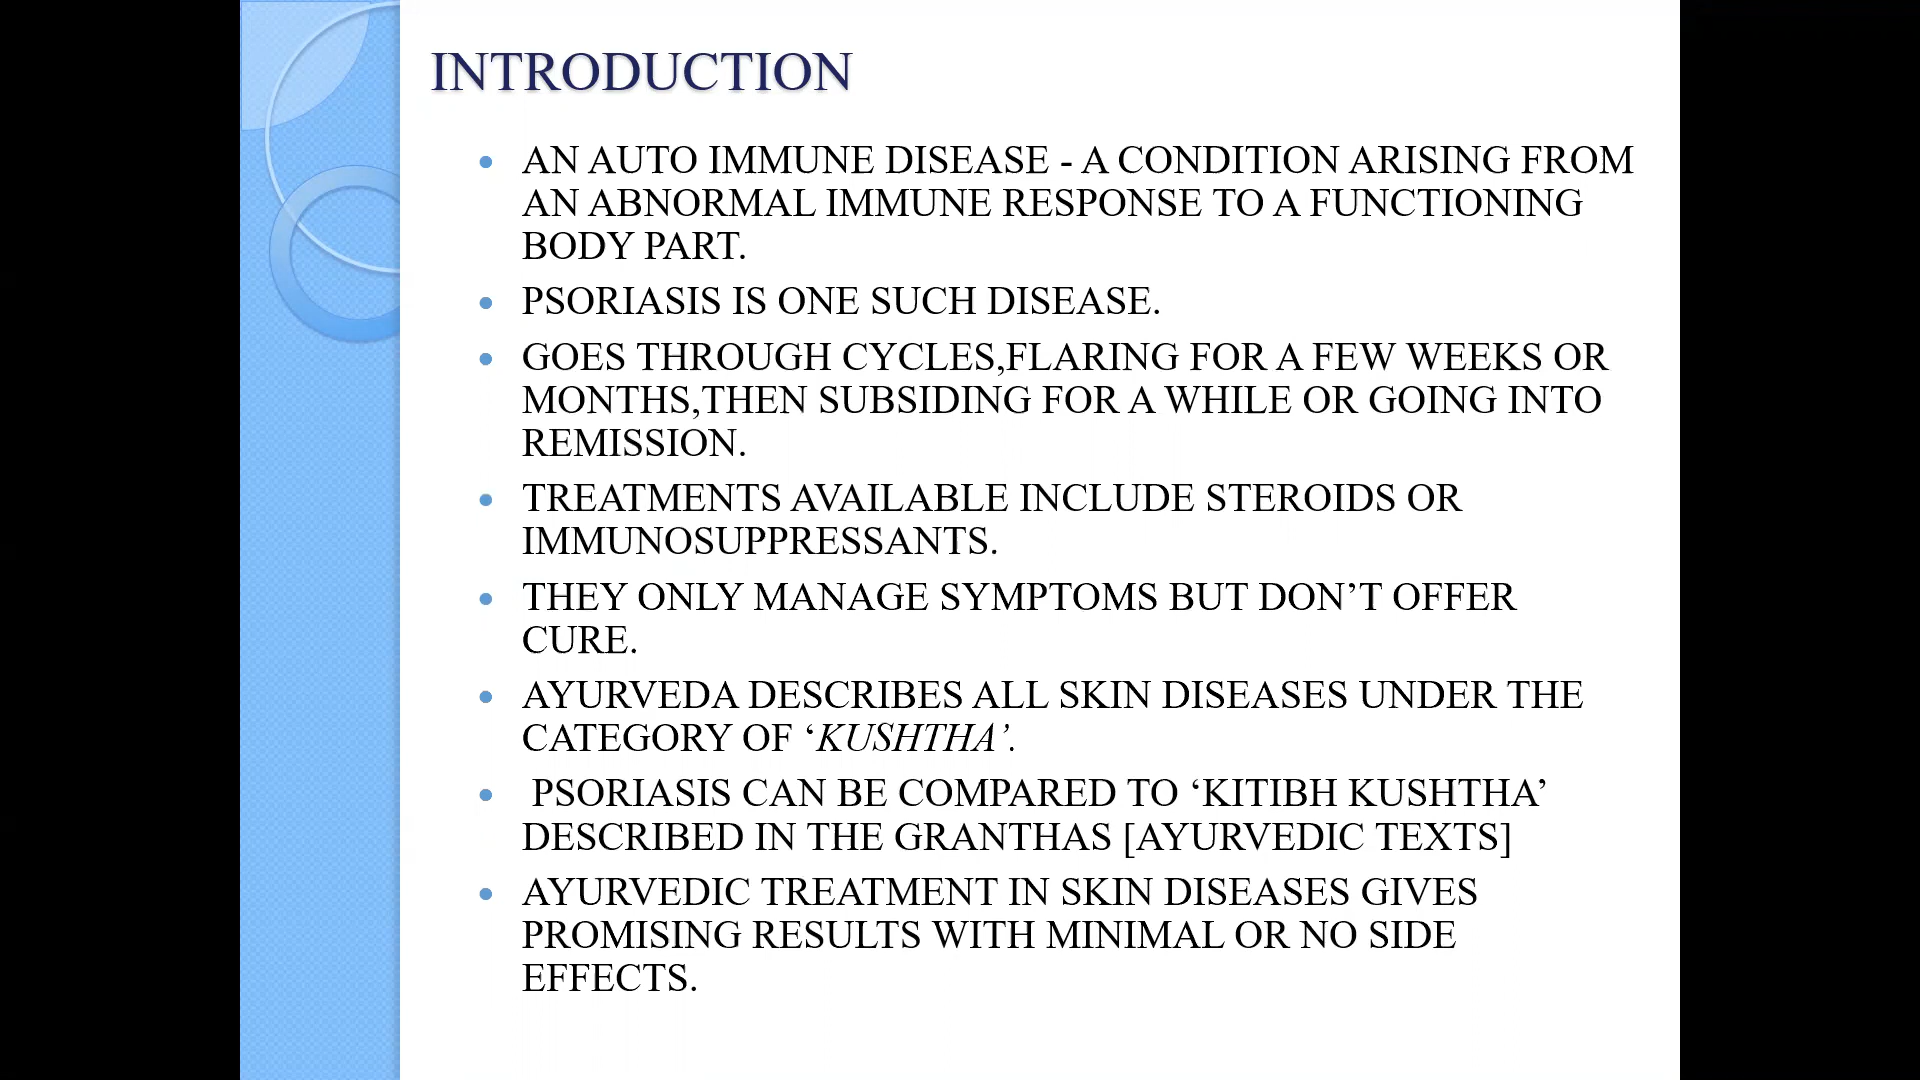 INTRODUCTION
• AN AUTO IMMUNE DISEASE - A CONDITION ARISING FROM
AN ABNORMAL IMMUNE RESPONSE TO A FUNCTIONING
BODY PART.
• PSORIASIS IS ONE SUCH DISEASE.
• GOES THROUGH CYCLES,FLARING FOR A FEW WEEKS OR
MONTHS,THEN SUBSIDING FOR A WHILE OR GOING INTO
REMISSION.
• TREATMENTS AVAILABLE INCLUDE STEROIDS OR
IMMUNOSUPPRESSANTS.
• THEY ONLY MANAGE SYMPTOMS BUT DON’T OFFER
CURE.
• AYURVEDA DESCRIBES ALL SKIN DISEASES UNDER THE
CATEGORY OF ‘KUSHTHA’.
• PSORIASIS CAN BE COMPARED TO ‘KITIBH KUSHTHA’
DESCRIBED IN THE GRANTHAS [AYURVEDIC TEXTS]
• AYURVEDIC TREATMENT IN SKIN DISEASES GIVES
PROMISING RESULTS WITH MINIMAL OR NO SIDE
EFFECTS.